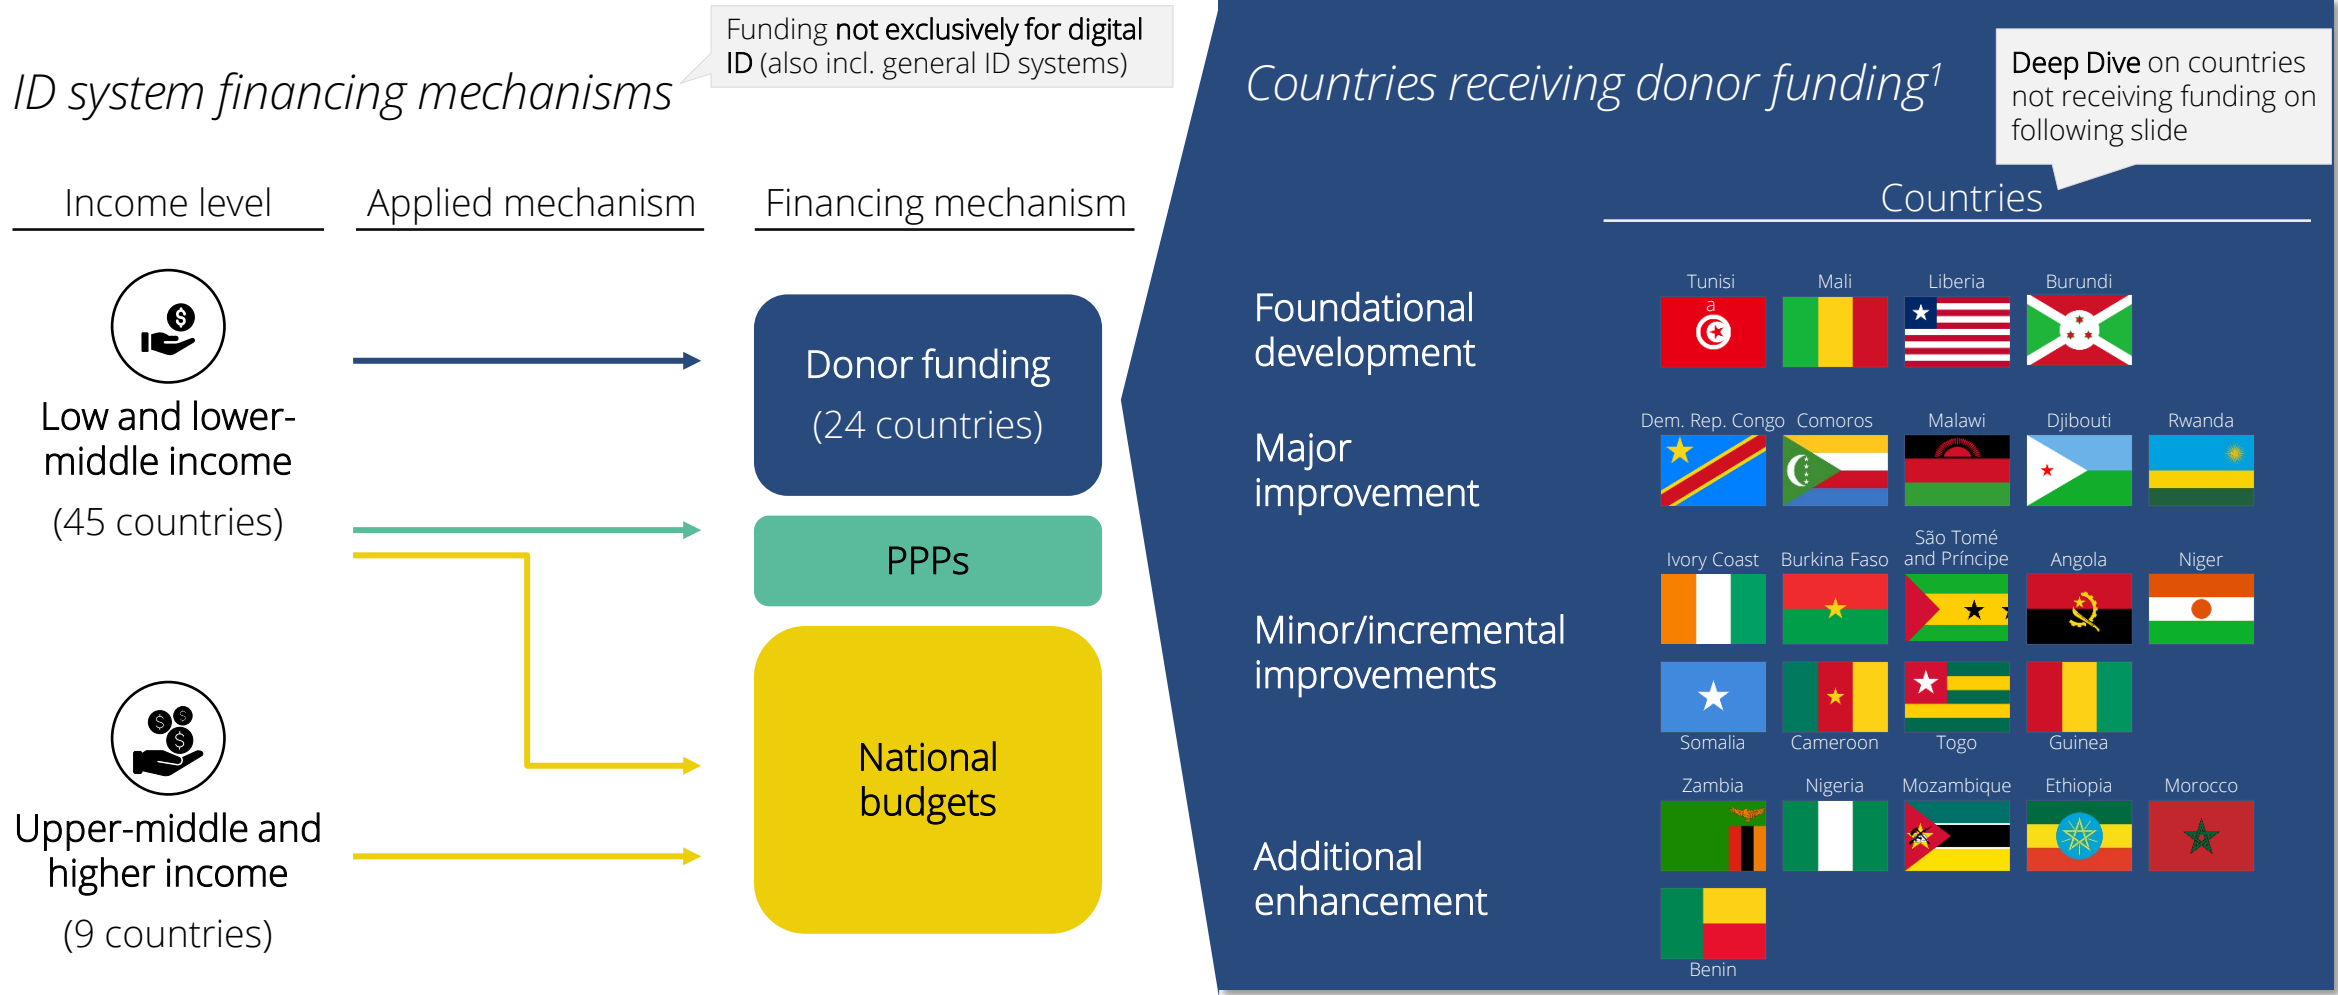 Funding not exclusively for digital
ID (also incl. general ID systems)
ID system financing mechanisms
Income level
Applied mechanism
Financing mechanism
Low and lower-
middle income
(45 countries)
Upper-middle and
higher income
(9 countries)
Donor funding
(24 countries)
PPPs
National
budgets
Countries receiving donor funding1
Deep Dive on countries
not receiving funding on
following slide
Countries
Foundational
development
Tunisi
a
Mali
Liberia
Burundi
Major
improvement
Dem. Rep. Congo
Comoros
Malawi
Djibouti
Rwanda
Minor/incremental
improvements
Ivory Coast
Burkina Faso
São Tomé
and Príncipe
Angola
Niger
Somalia
Cameroon
Togo
Guinea
Additional
enhancement
Zambia
Nigeria
Mozambique
Ethiopia
Morocco
Benin